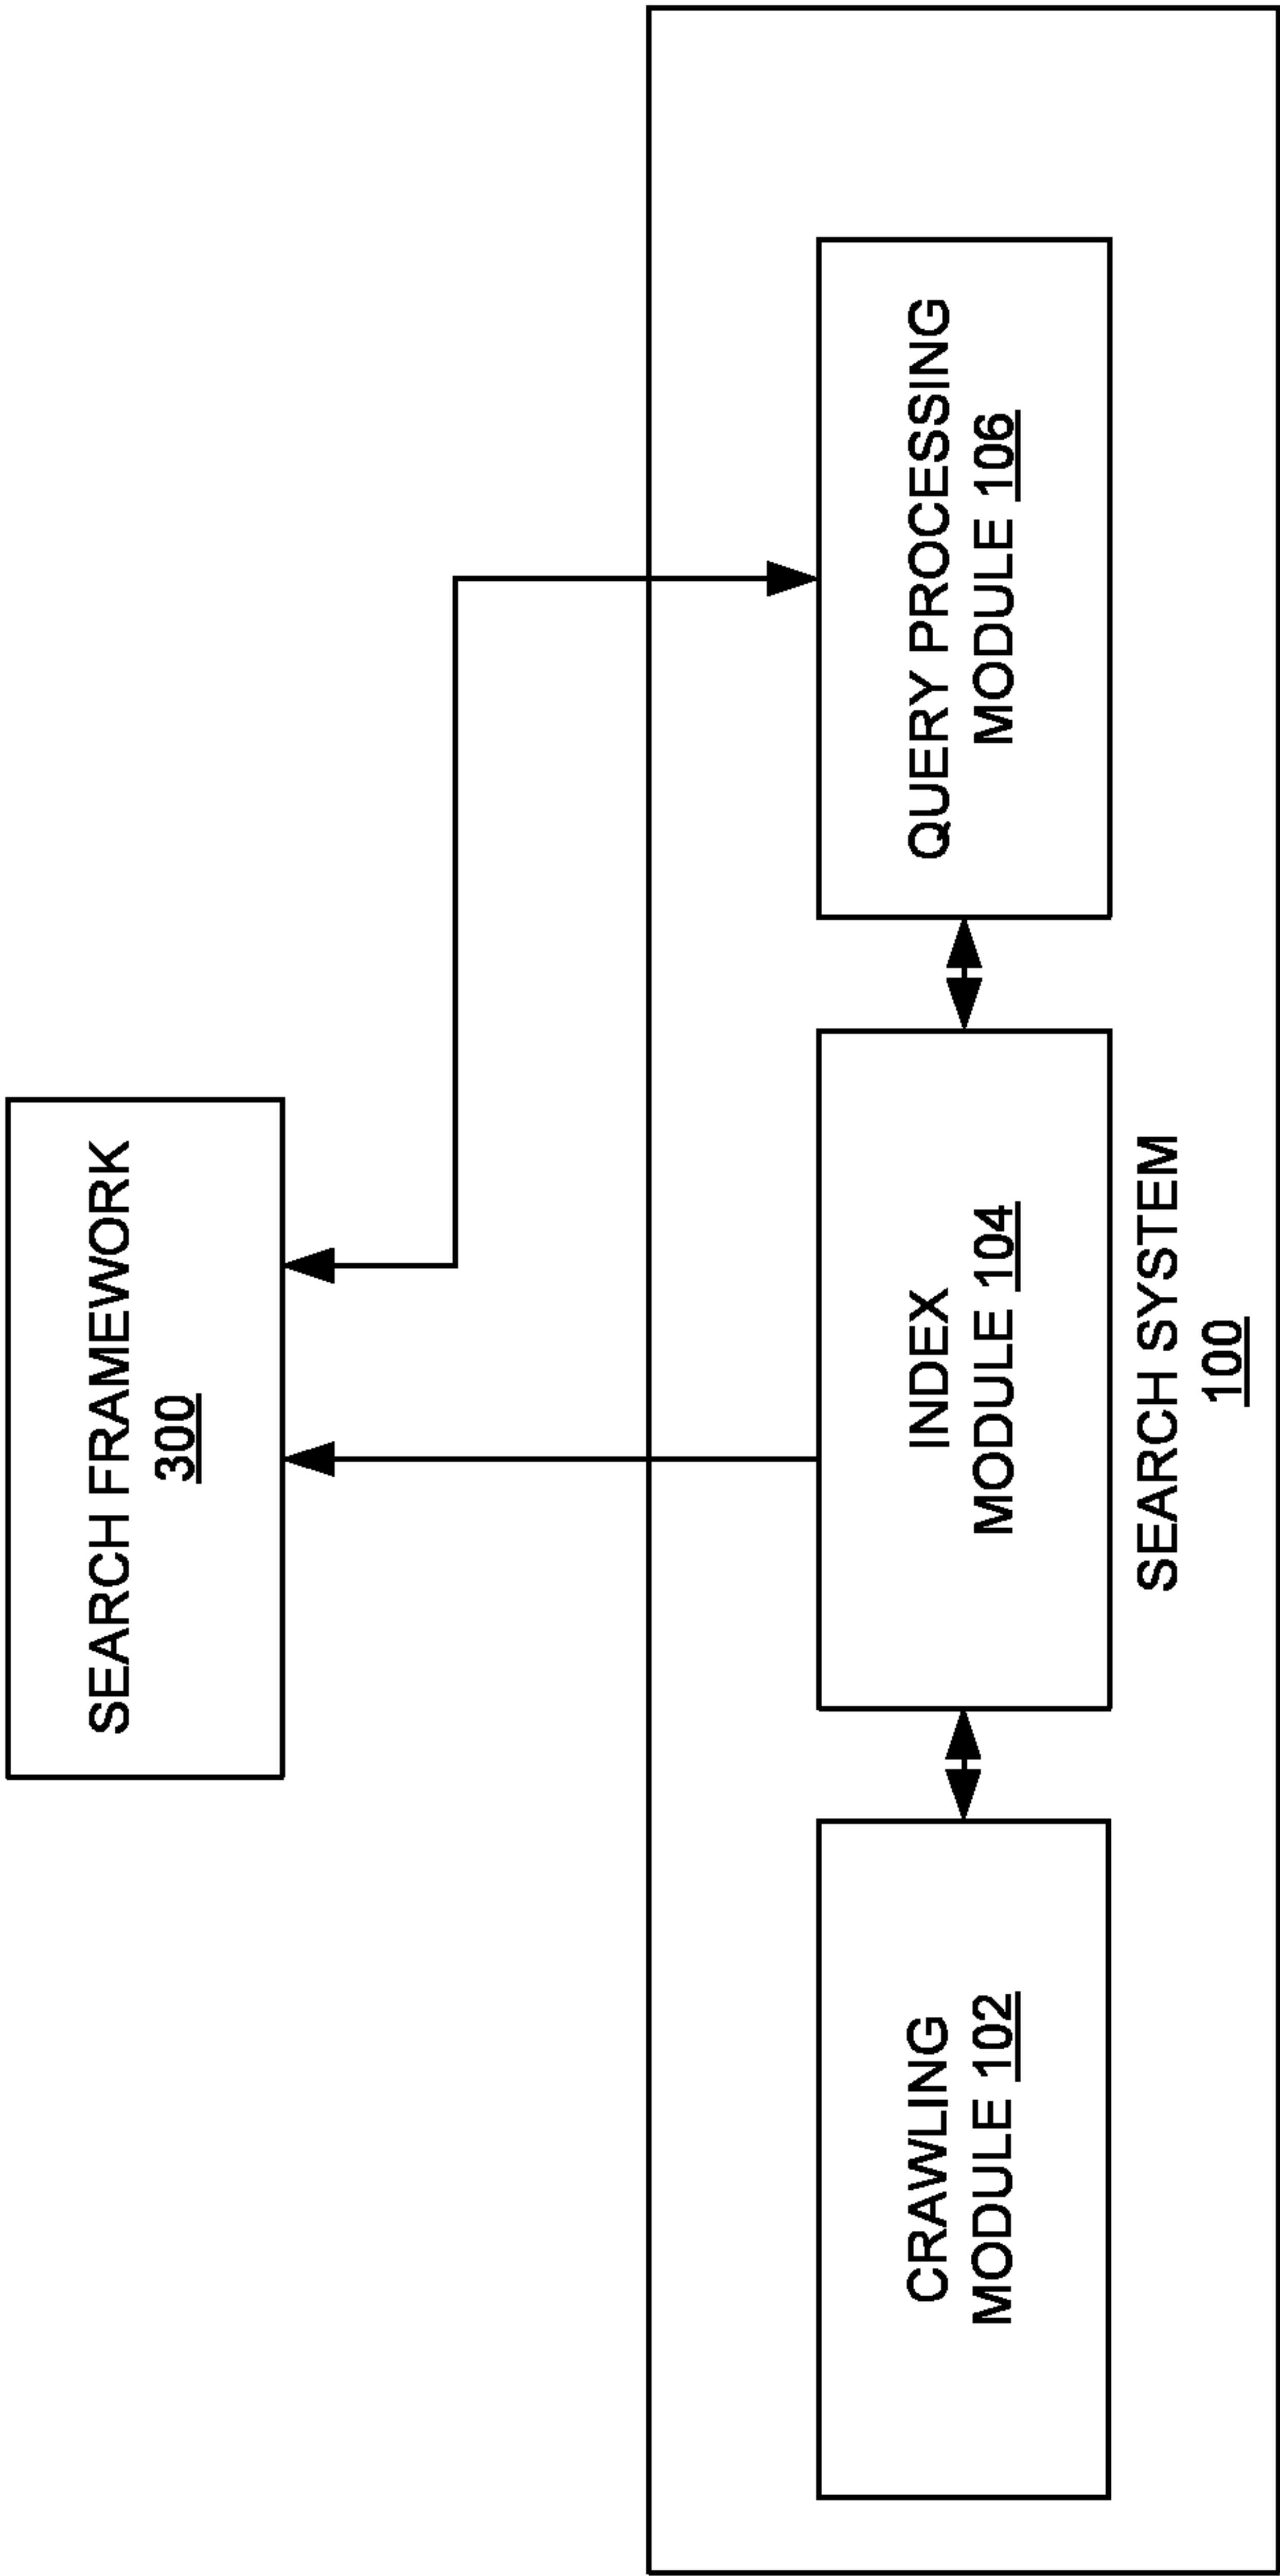 SEARCH FRAMEWORK
300
CRAWLING
MODULE 102
INDEX
MODULE 104
QUERY PROCESSING
MODULE 106
SEARCH SYSTEM
100